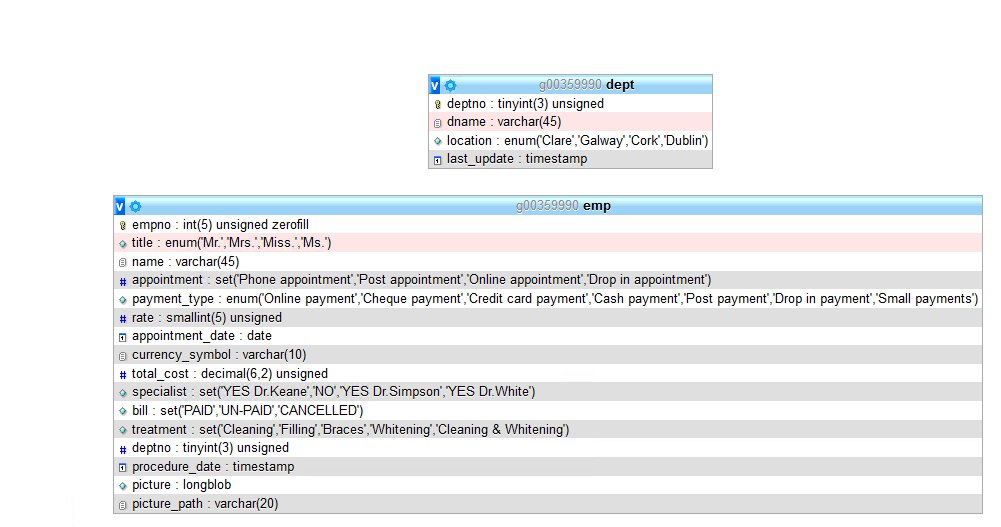 v g00359990 dept
deptno : tinyint(3) unsigned
dname : varchar(45)
location : enum('Clare','Galway','Cork','Dublin')
last_update : timestamp
v g00359990 emp
empno : int(5) unsigned zerofill
title : enum('Mr.','Mrs.','Miss.','Ms.')
name : varchar(45)
# appointment : set('Phone appointment','Post appointment','Online appointment','Drop in appointment')
payment_type : enum('Online payment','Cheque payment','Credit card payment','Cash payment','Post payment','Drop in payment','Small payments')
# rate : smallint(5) unsigned
appointment_date : date
currency_symbol : varchar(10)
# total_cost : decimal(6,2) unsigned
specialist : set('YES Dr.Keane','NO','YES Dr.Simpson','YES Dr.White')
bill : set('PAID','UN-PAID','CANCELLED')
treatment : set('Cleaning','Filling','Braces','Whitening','Cleaning & Whitening')
# deptno : tinyint(3) unsigned
procedure_date : timestamp
picture : longblob
picture_path : varchar(20)